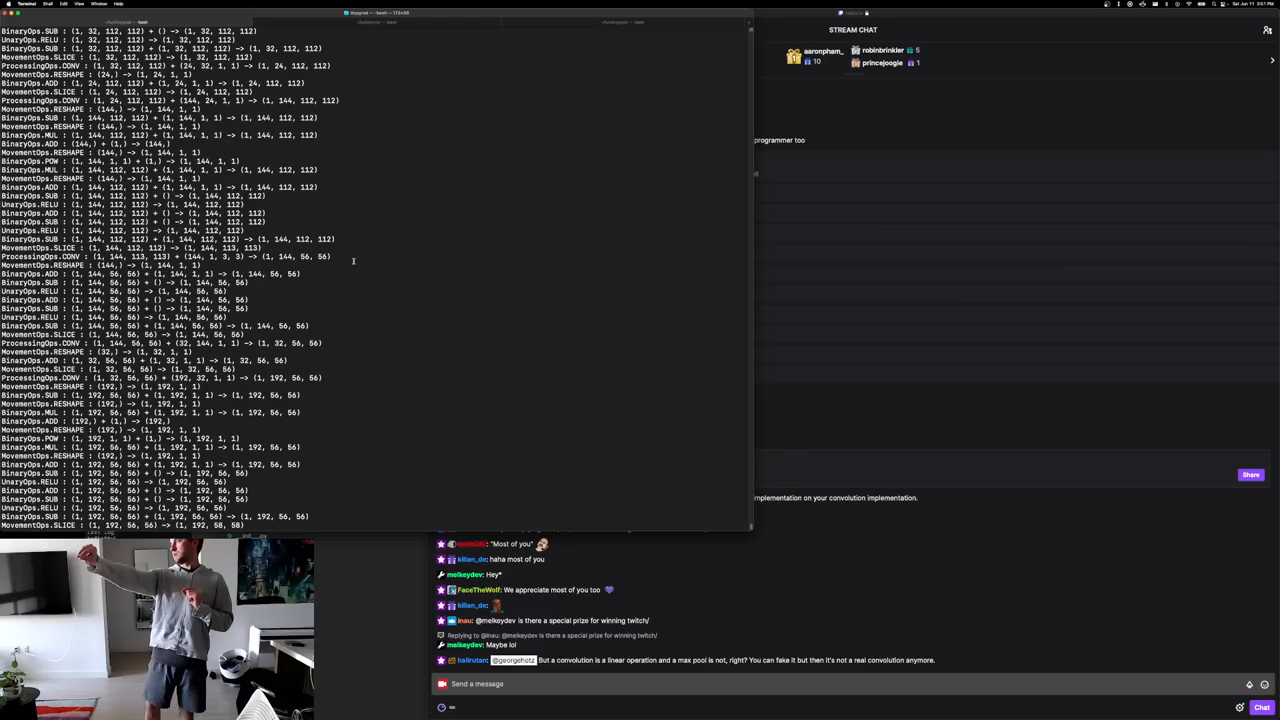 Shell Edit View Window Help
Sat Jun 11 2:51 PM
tinygrad — -bash — 172×59
BinaryOps.SUB : (1, 32, 112, 112) + () -> (1, 32, 112, 112)
UnaryOps.RELU : (1, 32, 112, 112) -> (1, 32, 112, 112)
BinaryOps.SUB : (1, 32, 112, 112) + (1, 32, 112, 112) -> (1, 32, 112, 112)
MovementOps.SLICE : (1, 32, 112, 112) -> (1, 32, 112, 112)
ProcessingOps.CONV : (1, 32, 112, 112) + (24, 32, 1, 1) -> (1, 24, 112, 112)
MovementOps.RESHAPE : (24,) -> (1, 24, 1, 1)
BinaryOps.ADD : (1, 24, 112, 112) + (1, 24, 1, 1) -> (1, 24, 112, 112)
MovementOps.SLICE : (1, 24, 112, 112) -> (1, 24, 112, 112)
ProcessingOps.CONV : (1, 24, 112, 112) + (144, 24, 1, 1) -> (1, 144, 112, 112)
MovementOps.RESHAPE : (144,) -> (1, 144, 1, 1)
BinaryOps.SUB : (1, 144, 112, 112) + (1, 144, 1, 1) -> (1, 144, 112, 112)
MovementOps.RESHAPE : (144,) -> (1, 144, 1, 1)
BinaryOps.MUL : (1, 144, 112, 112) + (1, 144, 1, 1) -> (1, 144, 112, 112)
BinaryOps.ADD : (144,) + (1,) -> (144,)
MovementOps.RESHAPE : (144,) -> (1, 144, 1, 1)
BinaryOps.POW : (1, 144, 1, 1) + (1,) -> (1, 144, 1, 1)
BinaryOps.MUL : (1, 144, 112, 112) + (1, 144, 1, 1) -> (1, 144, 112, 112)
MovementOps.RESHAPE : (144,) -> (1, 144, 1, 1)
BinaryOps.ADD : (1, 144, 112, 112) + (1, 144, 1, 1) -> (1, 144, 112, 112)
BinaryOps.SUB : (1, 144, 112, 112) + () -> (1, 144, 112, 112)
UnaryOps.RELU : (1, 144, 112, 112) -> (1, 144, 112, 112)
BinaryOps.ADD : (1, 144, 112, 112) + () -> (1, 144, 112, 112)
BinaryOps.SUB : (1, 144, 112, 112) + () -> (1, 144, 112, 112)
UnaryOps.RELU : (1, 144, 112, 112) -> (1, 144, 112, 112)
BinaryOps.SUB : (1, 144, 112, 112) + (1, 144, 112, 112) -> (1, 144, 112, 112)
MovementOps.SLICE : (1, 144, 112, 112) -> (1, 144, 113, 113)
ProcessingOps.CONV : (1, 144, 113, 113) + (144, 1, 3, 3) -> (1, 144, 56, 56)
MovementOps.RESHAPE : (144,) -> (1, 144, 1, 1)
BinaryOps.ADD : (1, 144, 56, 56) + (1, 144, 1, 1) -> (1, 144, 56, 56)
BinaryOps.SUB : (1, 144, 56, 56) + () -> (1, 144, 56, 56)
UnaryOps.RELU : (1, 144, 56, 56) -> (1, 144, 56, 56)
BinaryOps.ADD : (1, 144, 56, 56) + () -> (1, 144, 56, 56)
BinaryOps.SUB : (1, 144, 56, 56) + () -> (1, 144, 56, 56)
UnaryOps.RELU : (1, 144, 56, 56) -> (1, 144, 56, 56)
BinaryOps.SUB : (1, 144, 56, 56) + (1, 144, 56, 56) -> (1, 144, 56, 56)
MovementOps.SLICE : (1, 144, 56, 56) -> (1, 144, 56, 56)
ProcessingOps.CONV : (1, 144, 56, 56) + (32, 144, 1, 1) -> (1, 32, 56, 56)
MovementOps.RESHAPE : (32,) -> (1, 32, 1, 1)
BinaryOps.ADD : (1, 32, 56, 56) + (1, 32, 1, 1) -> (1, 32, 56, 56)
MovementOps.SLICE : (1, 32, 56, 56) -> (1, 32, 56, 56)
ProcessingOps.CONV : (1, 32, 56, 56) + (192, 32, 1, 1) -> (1, 192, 56, 56)
MovementOps.RESHAPE : (192,) -> (1, 192, 1, 1)
BinaryOps.SUB : (1, 192, 56, 56) + (1, 192, 1, 1) -> (1, 192, 56, 56)
MovementOps.RESHAPE : (192,) -> (1, 192, 1, 1)
BinaryOps.MUL : (1, 192, 56, 56) + (1, 192, 1, 1) -> (1, 192, 56, 56)
BinaryOps.ADD : (192,) + (1,) -> (192,)
MovementOps.RESHAPE : (192,) -> (1, 192, 1, 1)
BinaryOps.POW : (1, 192, 1, 1) + (1,) -> (1, 192, 1, 1)
BinaryOps.MUL : (1, 192, 56, 56) + (1, 192, 1, 1) -> (1, 192, 56, 56)
MovementOps.RESHAPE : (192,) -> (1, 192, 1, 1)
BinaryOps.ADD : (1, 192, 56, 56) + (1, 192, 1, 1) -> (1, 192, 56, 56)
BinaryOps.SUB : (1, 192, 56, 56) + () -> (1, 192, 56, 56)
UnaryOps.RELU : (1, 192, 56, 56) -> (1, 192, 56, 56)
BinaryOps.ADD : (1, 192, 56, 56) + () -> (1, 192, 56, 56)
BinaryOps.SUB : (1, 192, 56, 56) + () -> (1, 192, 56, 56)
UnaryOps.RELU : (1, 192, 56, 56) -> (1, 192, 56, 56)
BinaryOps.SUB : (1, 192, 56, 56) + (1, 192, 56, 56) -> (1, 192, 56, 56)
MovementOps.SLICE : (1, 192, 56, 56) -> (1, 192, 58, 58)
STREAM CHAT
aaronpham_
10
robinbrinkler 5
princejoogie 1
programmer too
Share
implementation on your convolution implementation.
"Most of you"
kilian_de: haha most of you
melkeydev: Hey*
FaceTheWolf: We appreciate most of you too
kilian_de:
lnau: @melkeydev is there a special prize for winning twitch/
Replying to @lnau: @melkeydev is there a special prize for winning twitch/
melkeydev: Maybe lol
halirutan: @georgehotz But a convolution is a linear operation and a max pool is not, right? You can fake it but then it's not a real convolution anymore.
Send a message
Chat